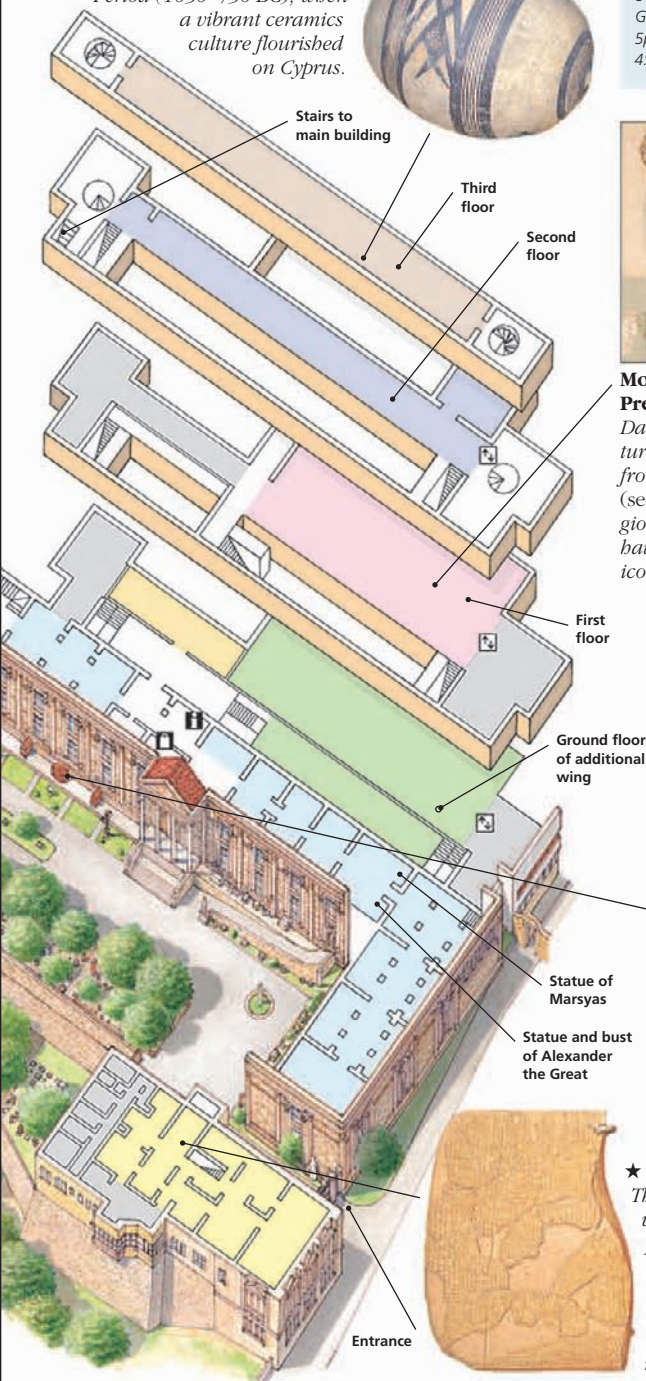 Period (1050–750 BC), when
a vibrant ceramics
culture flourished
on Cyprus.
Stairs to
main building
Third
floor
Second
floor
First
floor
Ground floor
of additional
wing
Statue of
Marsyas
Statue and bust
of Alexander
the Great
Entrance